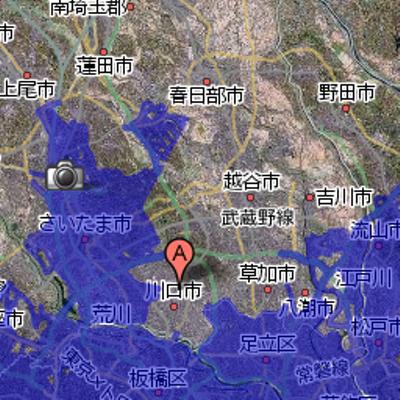 南埼玉郡
市
蓮田市
上尾市
春日部市
野田市
越谷市
吉川市
武蔵野線
さいたま市
流山市
A
草加市
江戸川
川口市
八潮市
市
荒川
松戸市
足立区
常磐線
板橋区